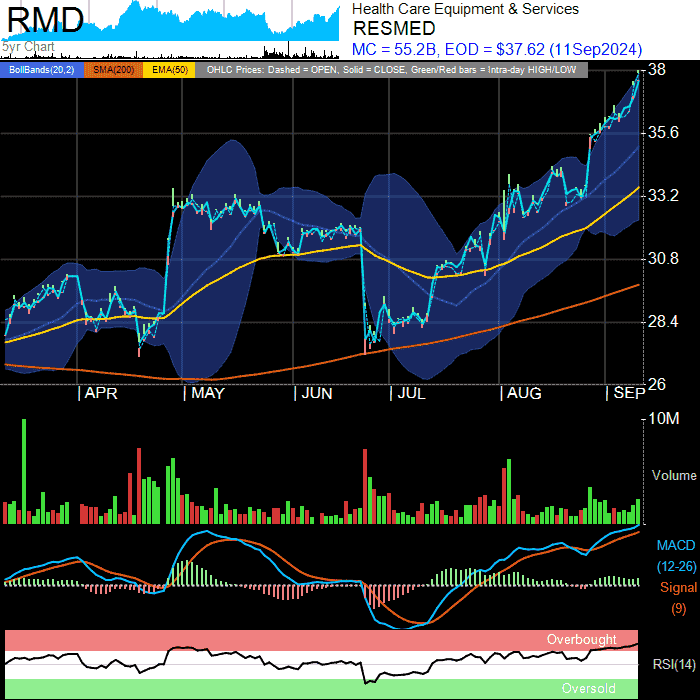 RMD
5yr Chart
Health Care Equipment & Services
RESMED
MC = 55.2B, EOD = $37.62 (11Sep2024)
BollBands(20,2) SMA(200) EMA(50) OHLC Prices: Dashed = OPEN, Solid = CLOSE, Green/Red bars = Intra-day HIGH/LOW
38
35.6
33.2
30.8
28.4
26
APR MAY JUN JUL AUG SEP
10M
Volume
MACD
(12-26)
Signal
(9)
Overbought
RSI(14)
Oversold